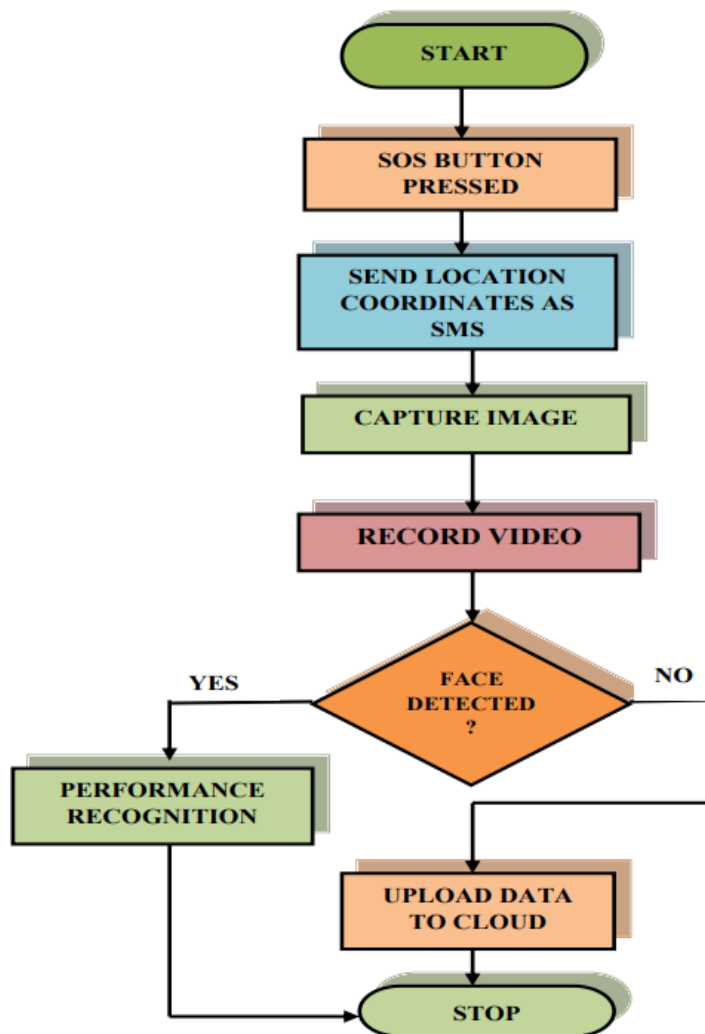 START
SOS BUTTON
PRESSED
SEND LOCATION
COORDINATES AS
SMS
CAPTURE IMAGE
RECORD VIDEO
FACE
DETECTED
?
YES
NO
PERFORMANCE
RECOGNITION
UPLOAD DATA
TO CLOUD
STOP